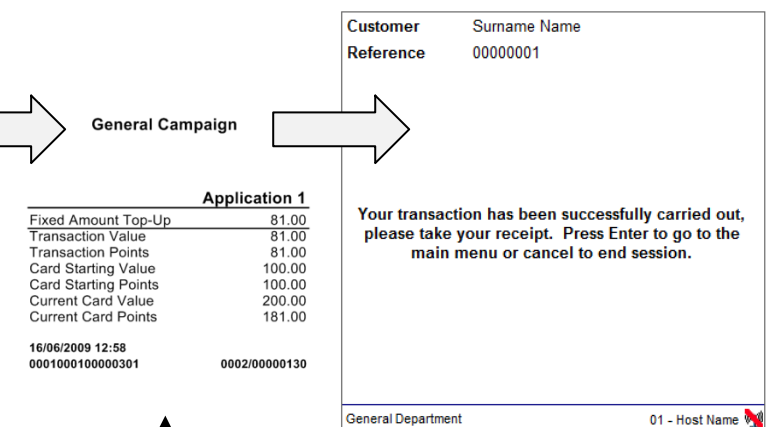 Customer Surname Name
Reference 00000001
General Campaign
Application 1
Fixed Amount Top-Up 81.00
Transaction Value 81.00
Transaction Points 81.00
Card Starting Value 100.00
Card Starting Points 100.00
Current Card Value 200.00
Current Card Points 181.00
16/06/2009 12:58
0001000100000301 0002/00000130
Your transaction has been successfully carried out,
please take your receipt. Press Enter to go to the
main menu or cancel to end session.
General Department 01 - Host Name